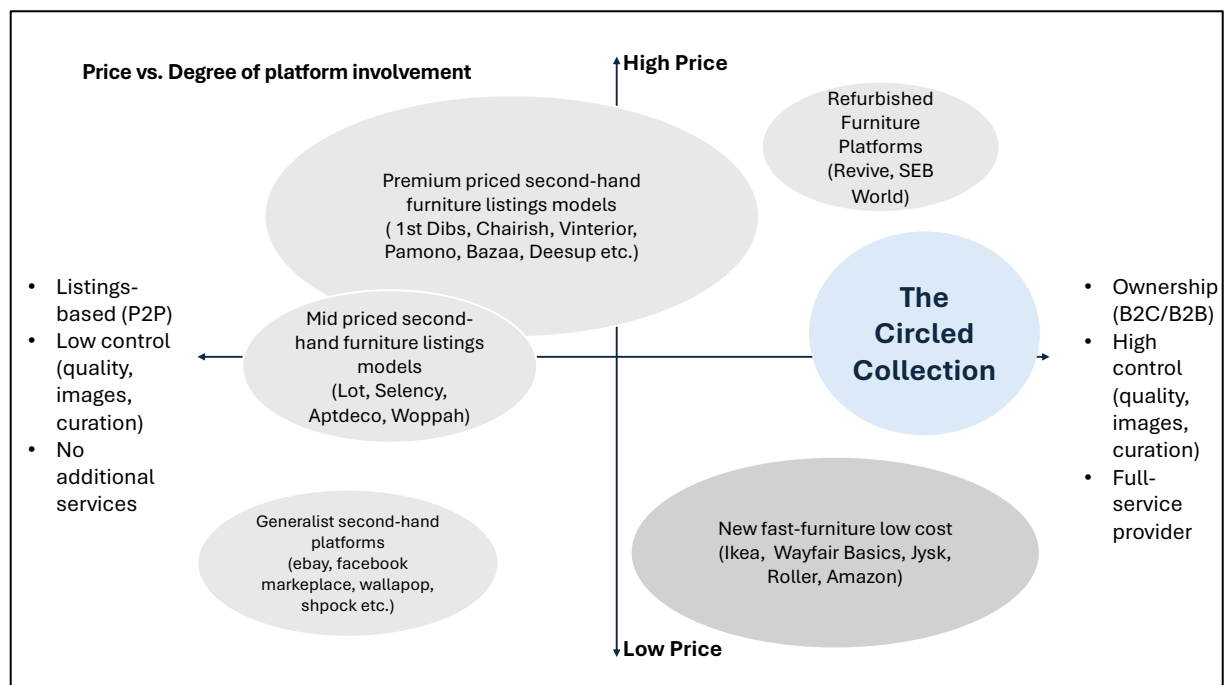 Price vs. Degree of platform involvement
High Price
Refurbished
Furniture
Platforms
(Revive, SEB
World)
Premium priced second-hand
furniture listings models
( 1st Dibs, Chairish, Vinterior,
Pamono, Bazaa, Deesup etc.)
• Listings-
based (P2P)
• Low control
(quality,
images,
curation)
• No
additional
services
Mid priced second-
hand furniture listings
models
(Lot, Selency,
Aptdeco, Woppah)
The
Circled
Collection
• Ownership
(B2C/B2B)
• High
control
(quality,
images,
curation)
• Full-
service
provider
Generalist second-hand
platforms
(ebay, facebook
markeplace, wallapop,
shpock etc.)
New fast-furniture low cost
(Ikea, Wayfair Basics, Jysk,
Roller, Amazon)
Low Price